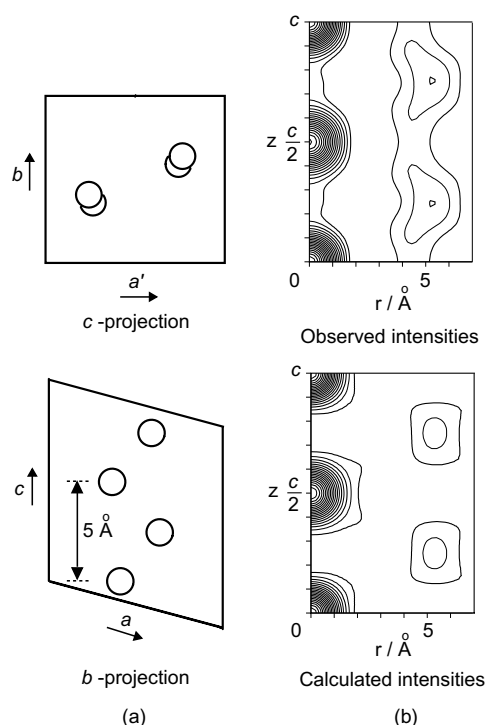 b
a'
c -projection
c
z c/2
0
5
r / Å
Observed intensities
c
5 Å
a
b -projection
(a)
c
z c/2
0
5
r / Å
Calculated intensities
(b)